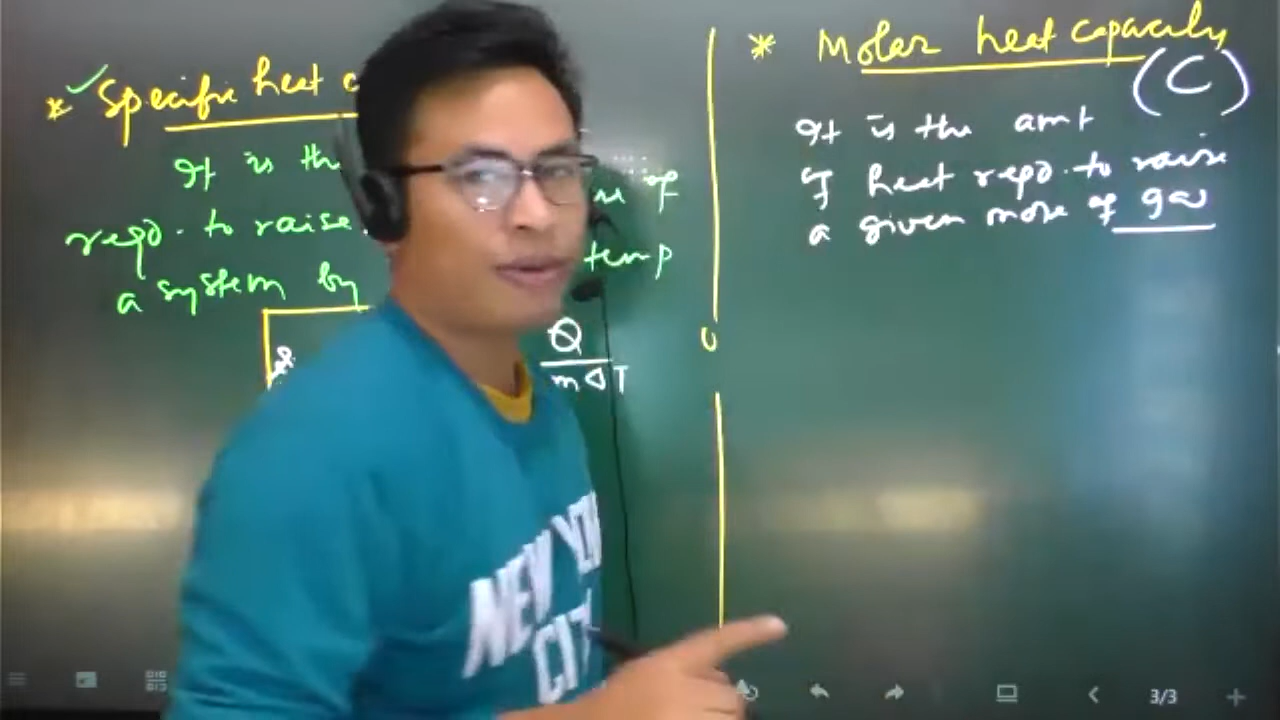 * Specific heat
It is the
reqd. to raise
of
a system by
temp
Q
m Δ T
* Molar heat capacity
(C)
It is the amt
of heat reqd. to raise
a given mole of gas
NEW YORK
CITY
3/3